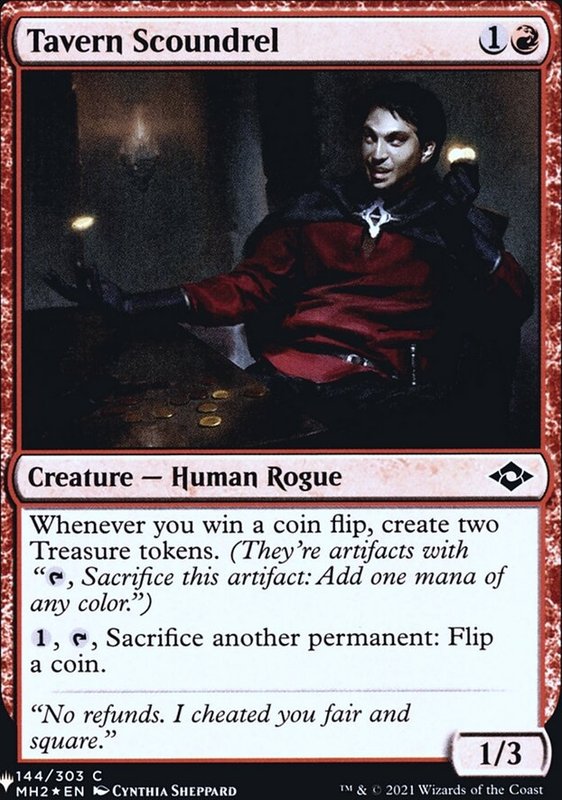 Tavern Scoundrel 1
Creature — Human Rogue
Whenever you win a coin flip, create two
Treasure tokens. (They're artifacts with
“, Sacrifice this artifact: Add one mana of
any color.”)
1, , Sacrifice another permanent: Flip
a coin.
“No refunds. I cheated you fair and
square.”
1/3
144/303 C
MH2★EN Cynthia Sheppard
™ & © 2021 Wizards of the Coast